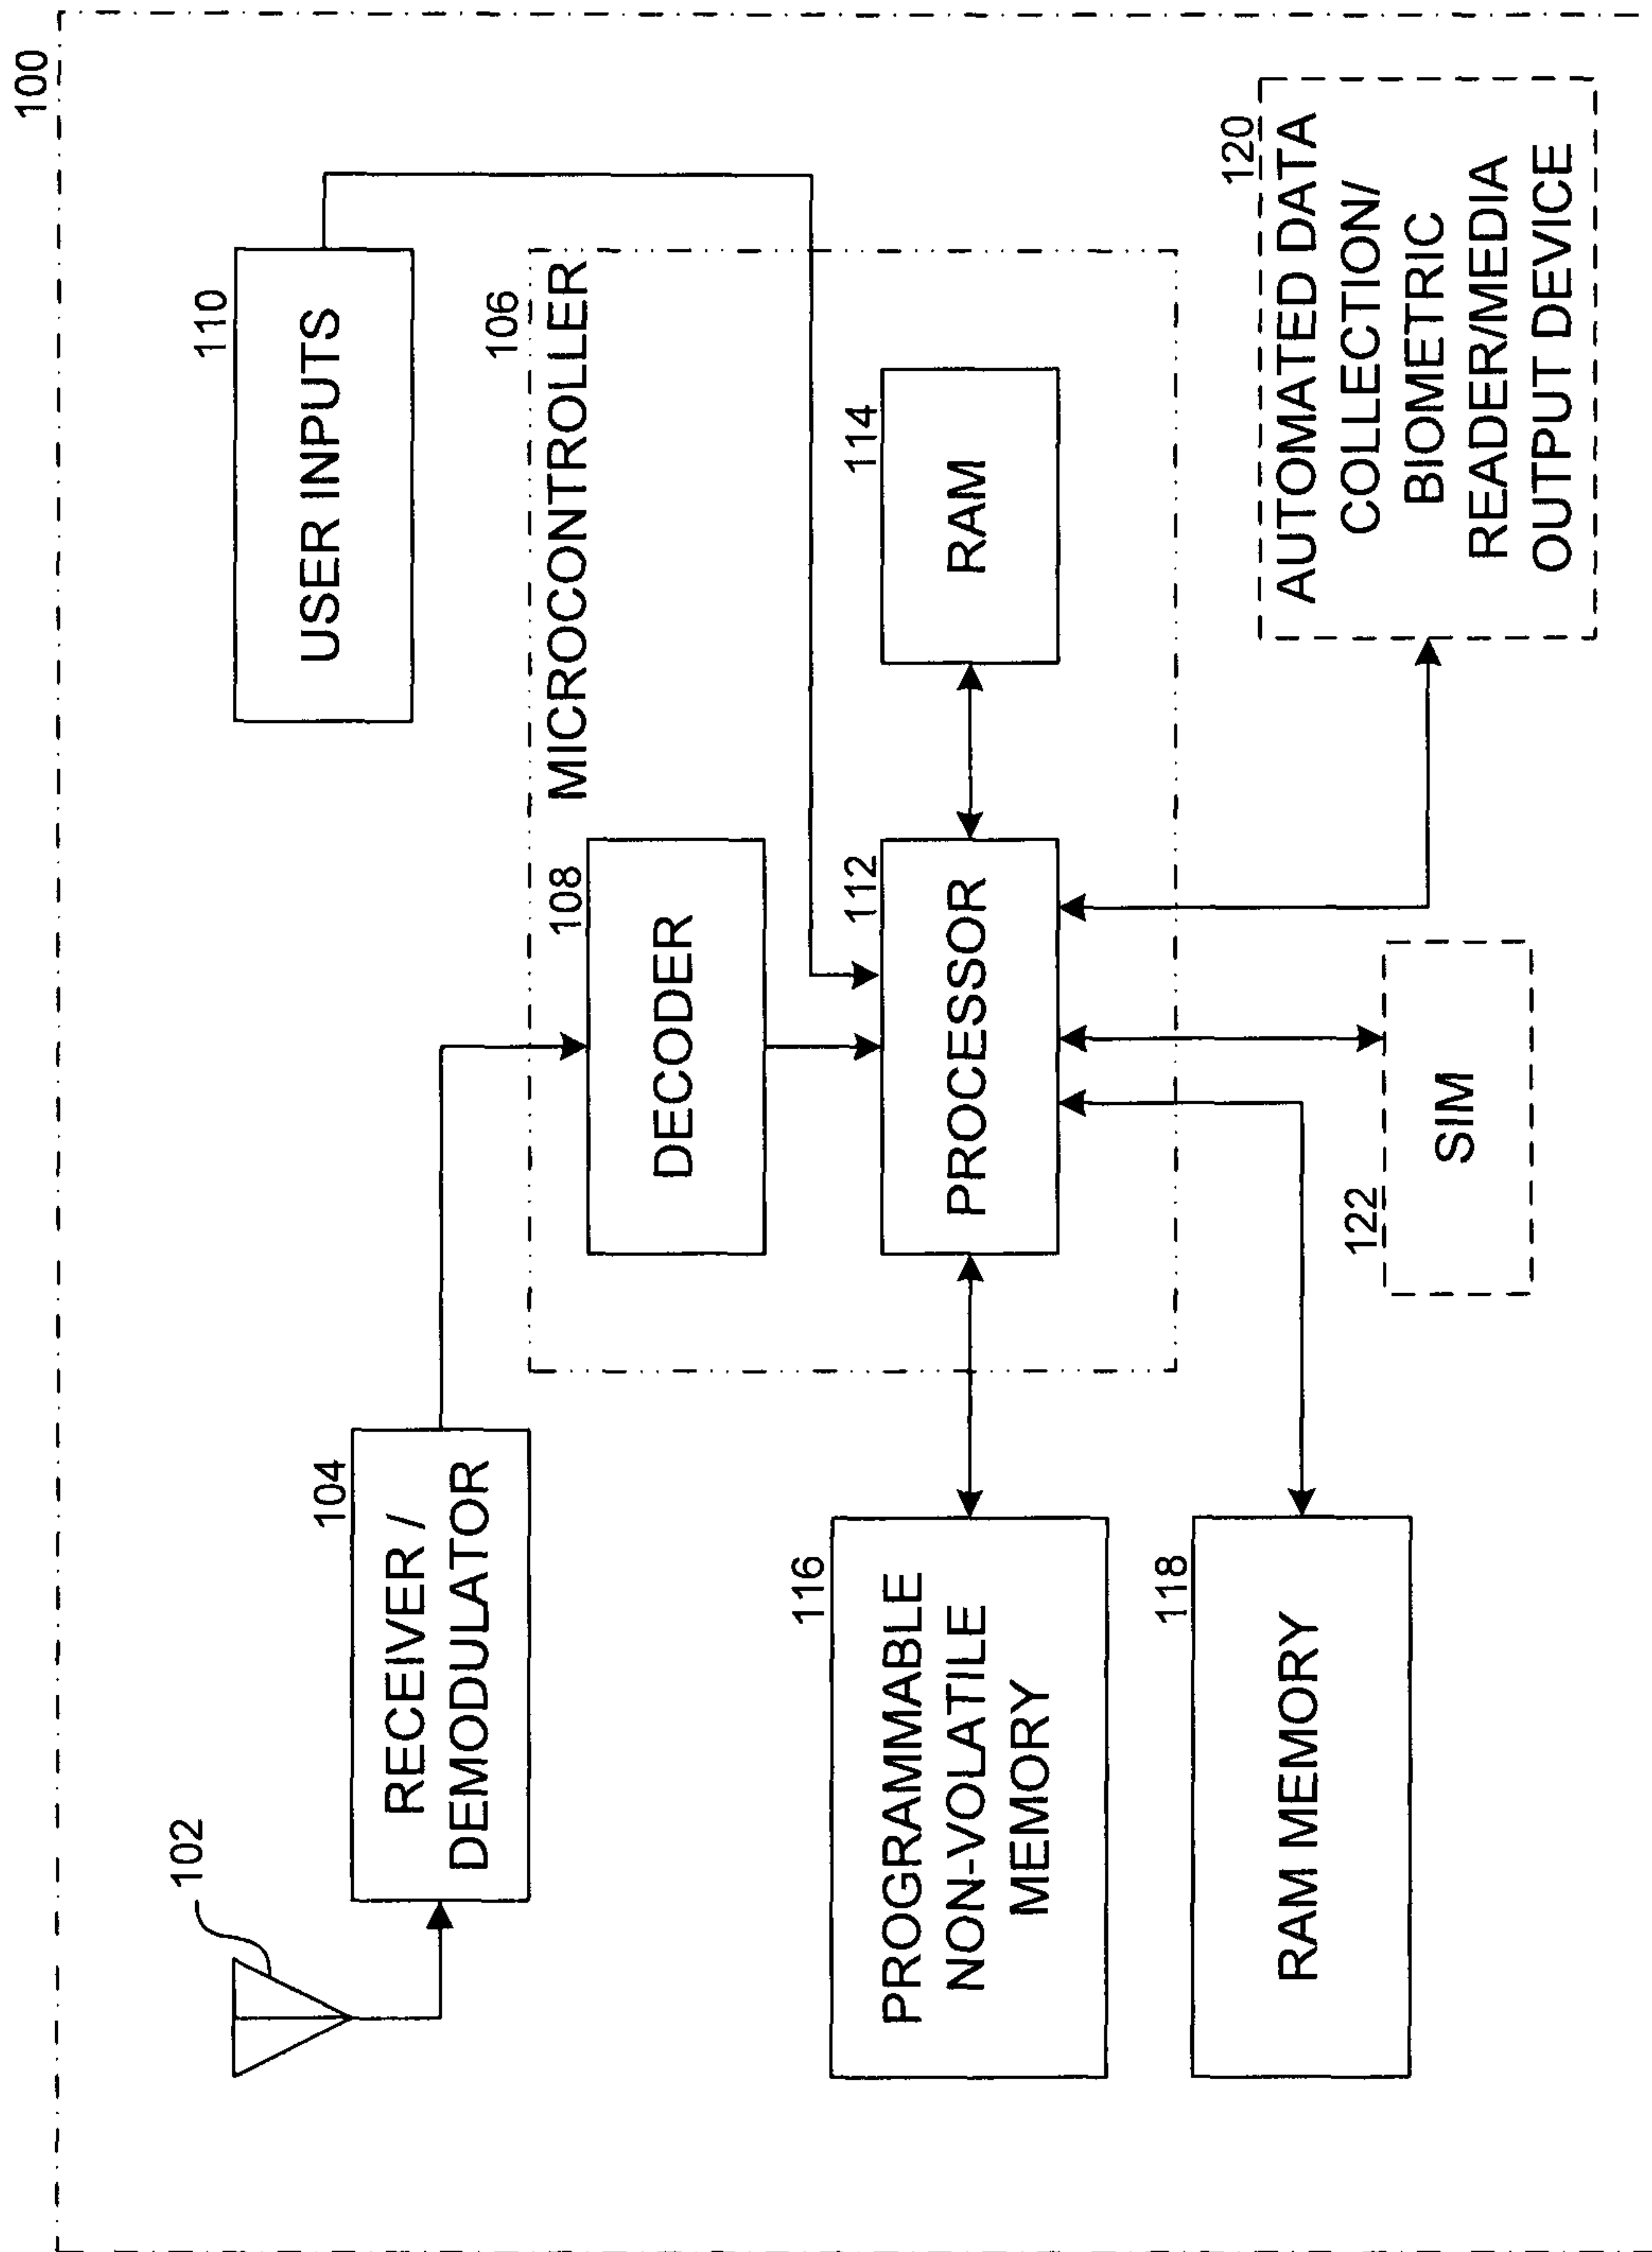 100
102
104
RECEIVER /
DEMODULATOR
110
USER INPUTS
106
MICROCONTROLLER
108
DECODER
112
PROCESSOR
114
RAM
116
PROGRAMMABLE
NON-VOLATILE
MEMORY
118
RAM MEMORY
122
SIM
120
AUTOMATED DATA
COLLECTION/
BIOMETRIC
READER/MEDIA
OUTPUT DEVICE